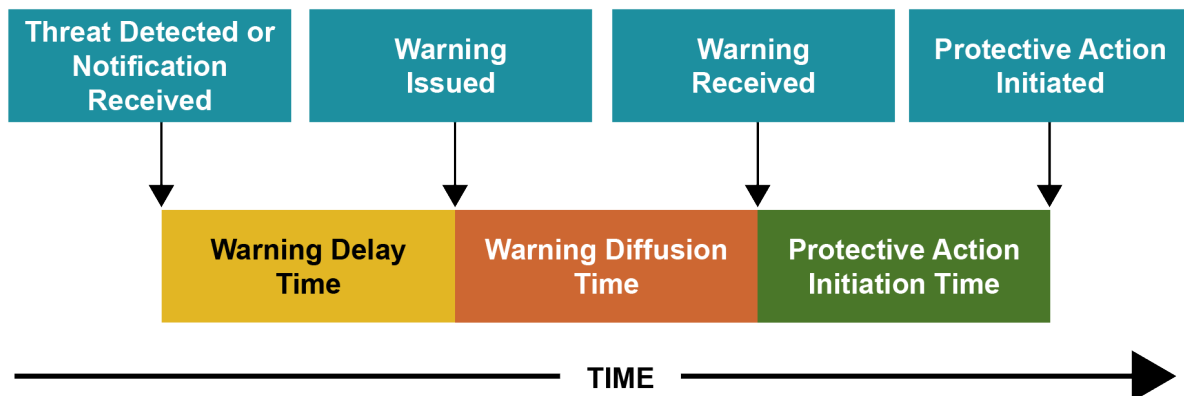 Threat Detected or
Notification
Received
Warning
Issued
Warning
Received
Protective Action
Initiated
Warning Delay
Time
Warning Diffusion
Time
Protective Action
Initiation Time
TIME